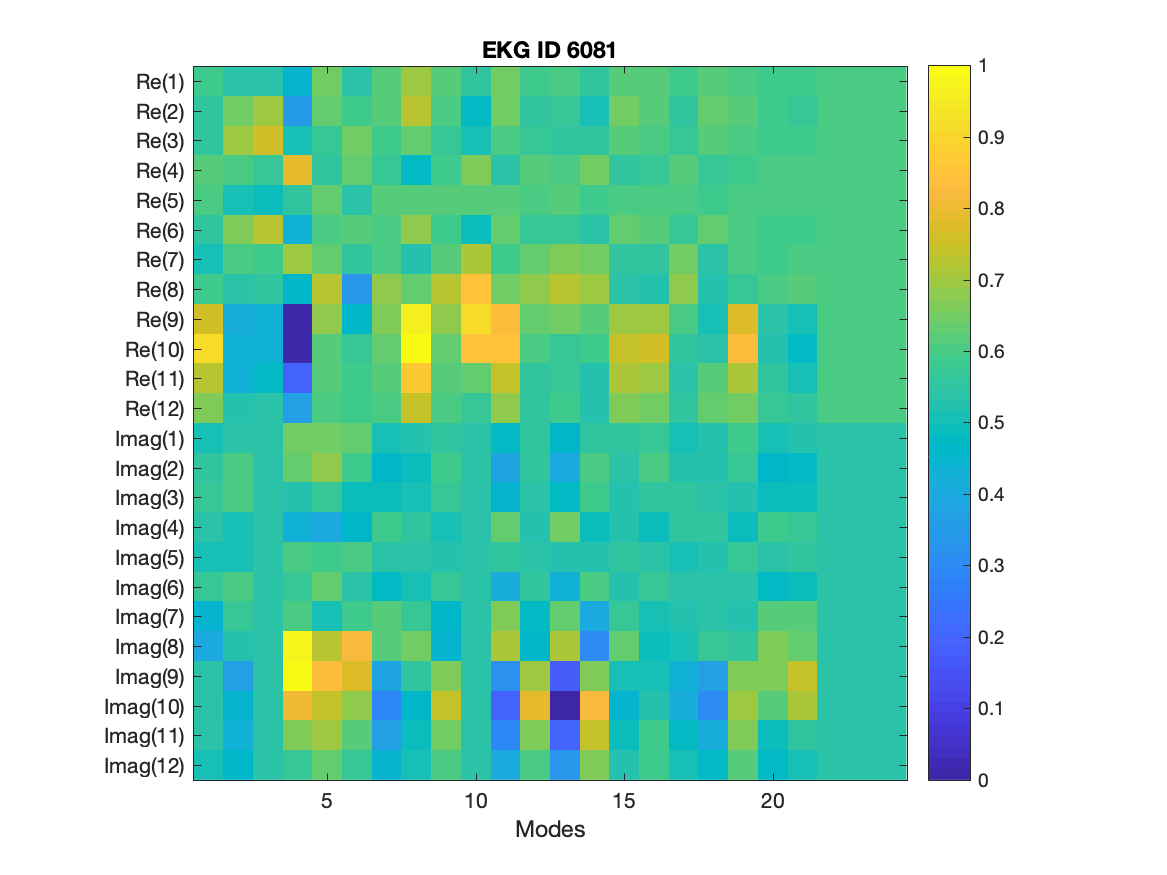 EKG ID 6081
Re(1)
Re(2)
Re(3)
Re(4)
Re(5)
Re(6)
Re(7)
Re(8)
Re(9)
Re(10)
Re(11)
Re(12)
Imag(1)
Imag(2)
Imag(3)
Imag(4)
Imag(5)
Imag(6)
Imag(7)
Imag(8)
Imag(9)
Imag(10)
Imag(11)
Imag(12)
5 10 15 20
Modes
1
0.9
0.8
0.7
0.6
0.5
0.4
0.3
0.2
0.1
0